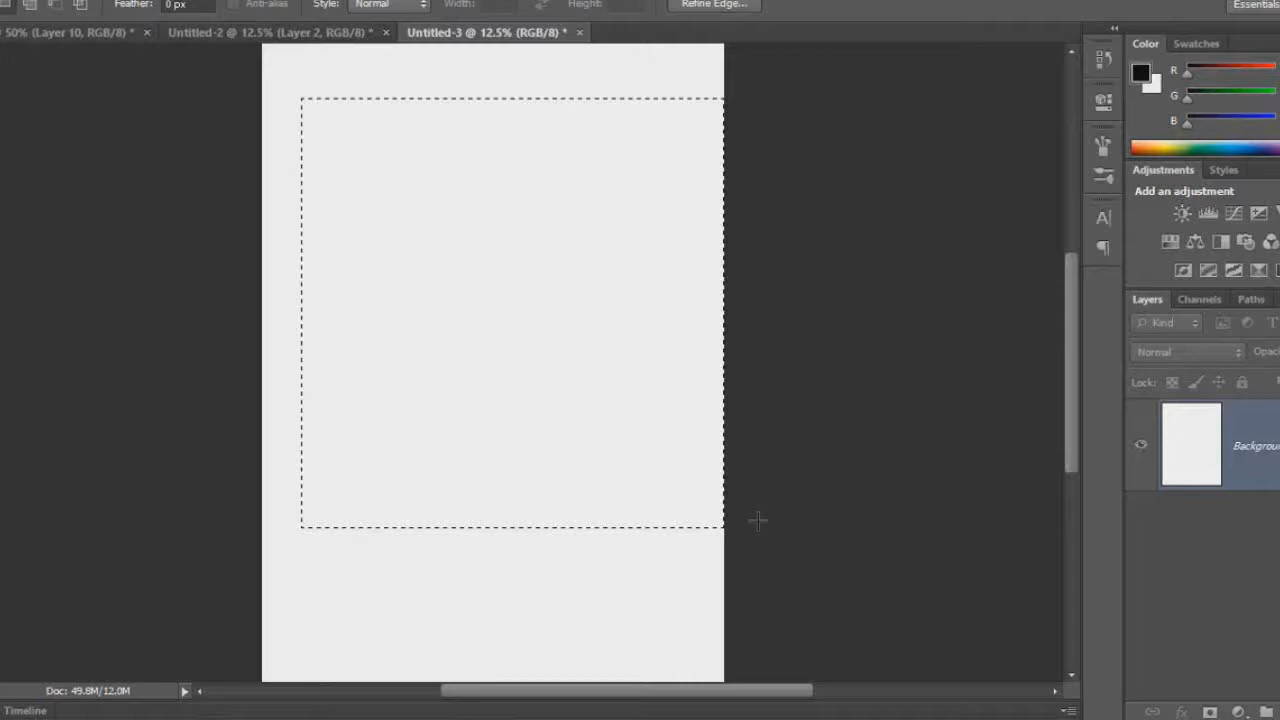 Feather: 0 px Anti-alias Style: Normal Width: Height: Refine Edge... Essentials
50% (Layer 10, RGB/8) * × Untitled-2 @ 12.5% (Layer 2, RGB/8) * × Untitled-3 @ 12.5% (RGB/8) * ×
Color Swatches
R
G
B
Adjustments Styles
Add an adjustment
Layers Channels Paths
Kind T
Normal Opac
Lock:
Backgroun
Doc: 49.8M/12.0M
Timeline